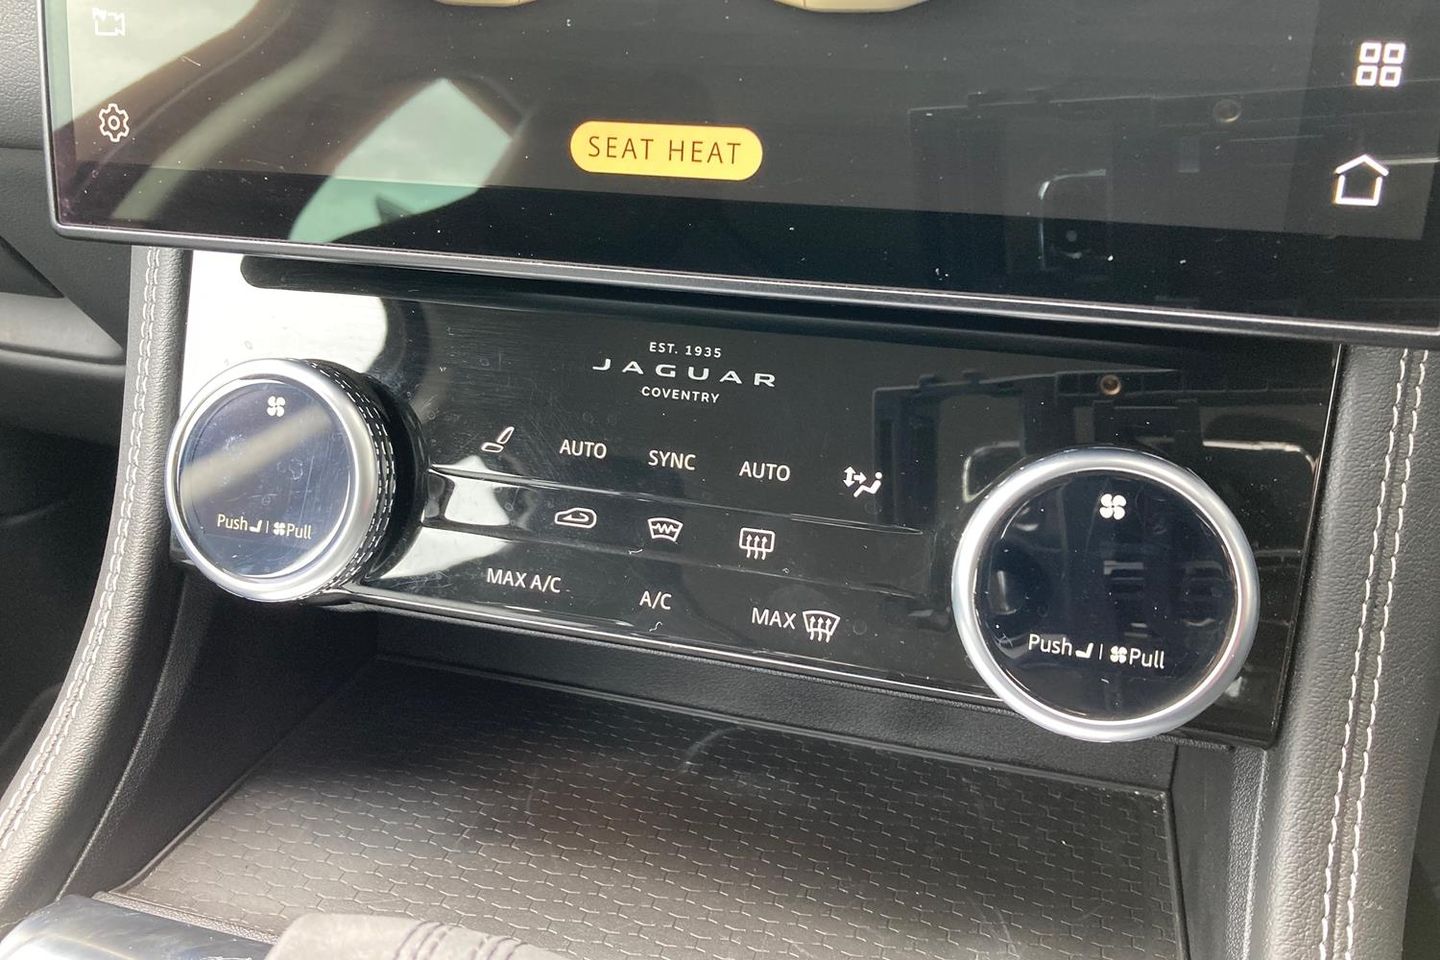 SEAT HEAT
EST. 1935
JAGUAR
COVENTRY
AUTO SYNC AUTO
Push Pull
MAX A/C A/C MAX
Push Pull